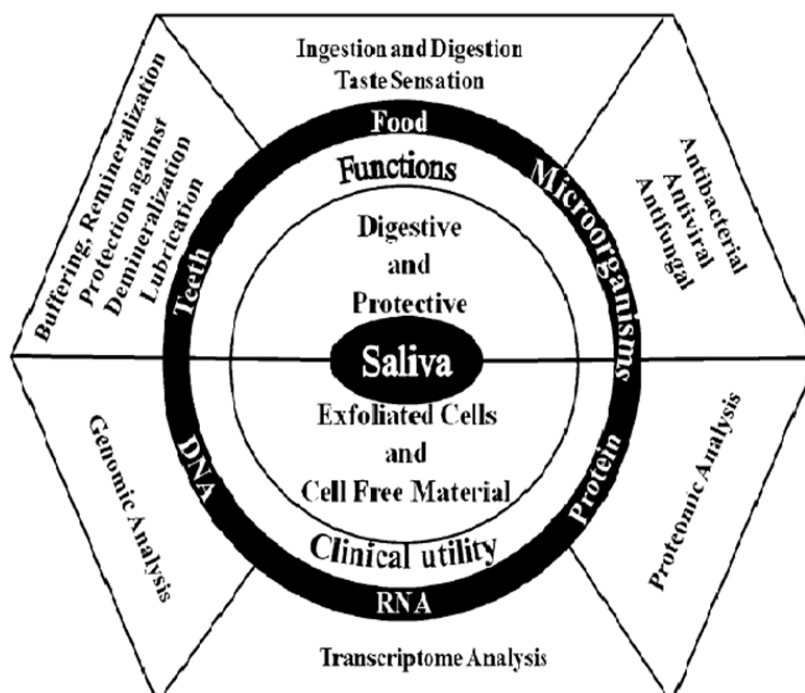 Ingestion and Digestion
Taste Sensation
Food
Functions
Buffering, Remineralization
Protection against
Demineralization
Lubrication
Teeth
Microorganisms
Antibacterial
Antiviral
Antifungal
Digestive
and
Protective
Saliva
Exfoliated Cells
and
Cell Free Material
Clinical utility
DNA
Genomic Analysis
RNA
Transcriptome Analysis
Protein
Proteomic Analysis